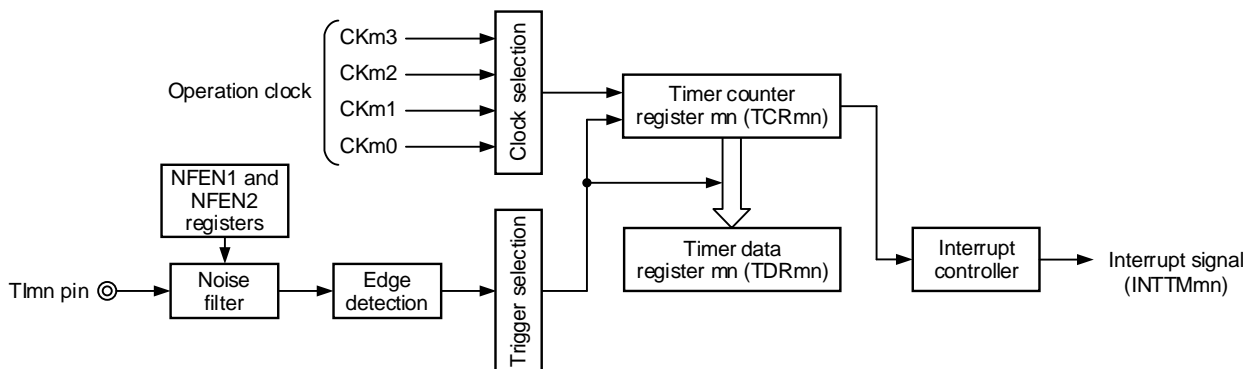 Operation clock
CKm3
CKm2
CKm1
CKm0
Clock selection
Timer counter
register mn (TCRmn)
NFEN1 and
NFEN2
registers
TImn pin
Noise
filter
Edge
detection
Trigger selection
Timer data
register mn (TDRmn)
Interrupt
controller
Interrupt signal
(INTTMmn)